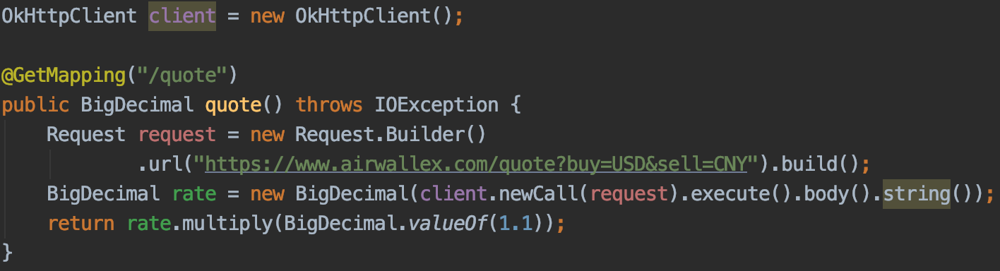 OkHttpClient client = new OkHttpClient();
@GetMapping("/quote")
public BigDecimal quote() throws IOException {
Request request = new Request.Builder()
.url("https://www.airwallex.com/quote?buy=USD&sell=CNY").build();
BigDecimal rate = new BigDecimal(client.newCall(request).execute().body().string());
return rate.multiply(BigDecimal.valueOf(1.1));
}